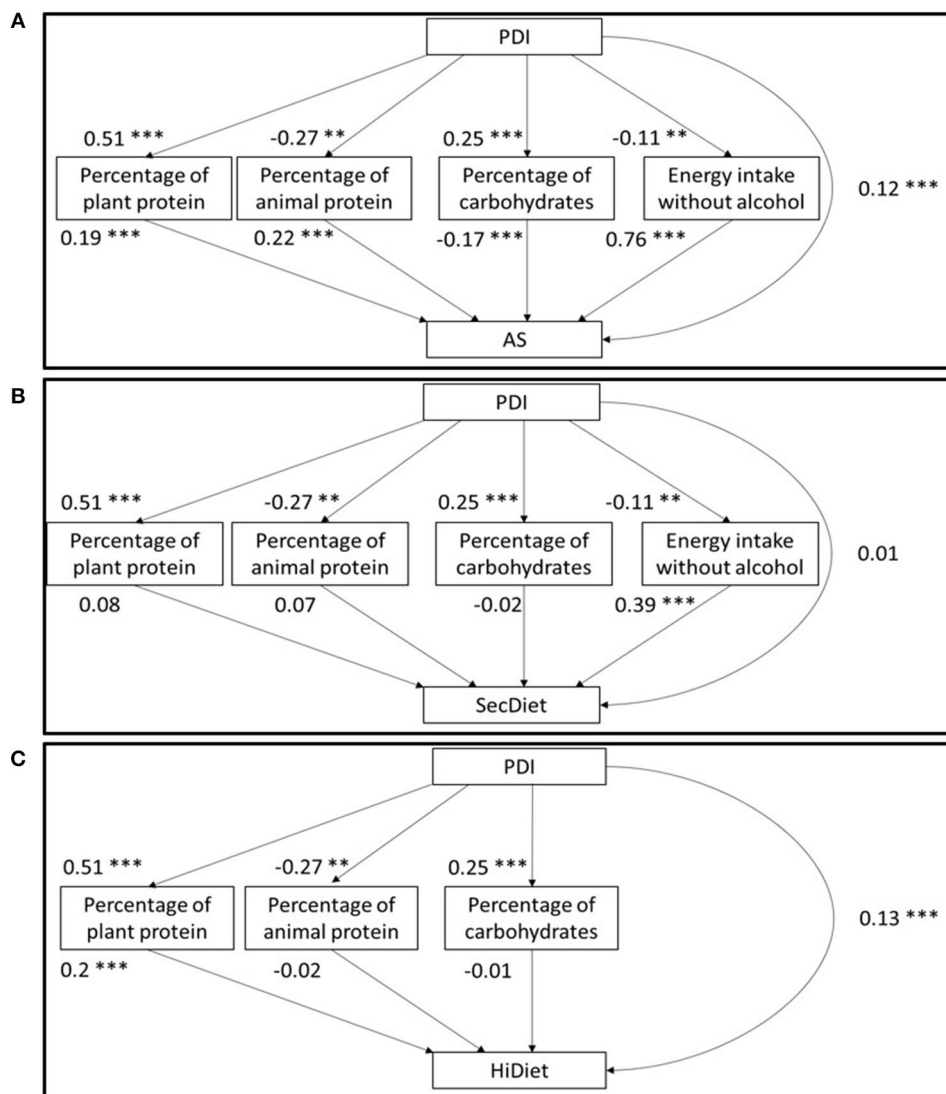 A
PDI
0.51 ***
-0.27 **
0.25 ***
-0.11 **
Percentage of
plant protein
Percentage of
animal protein
Percentage of
carbohydrates
Energy intake
without alcohol
0.12 ***
0.19 ***
0.22 ***
-0.17 ***
0.76 ***
AS
B
PDI
0.51 ***
-0.27 **
0.25 ***
-0.11 **
Percentage of
plant protein
Percentage of
animal protein
Percentage of
carbohydrates
Energy intake
without alcohol
0.01
0.08
0.07
-0.02
0.39 ***
SecDiet
C
PDI
0.51 ***
-0.27 **
0.25 ***
Percentage of
plant protein
Percentage of
animal protein
Percentage of
carbohydrates
0.13 ***
0.2 ***
-0.02
-0.01
HiDiet